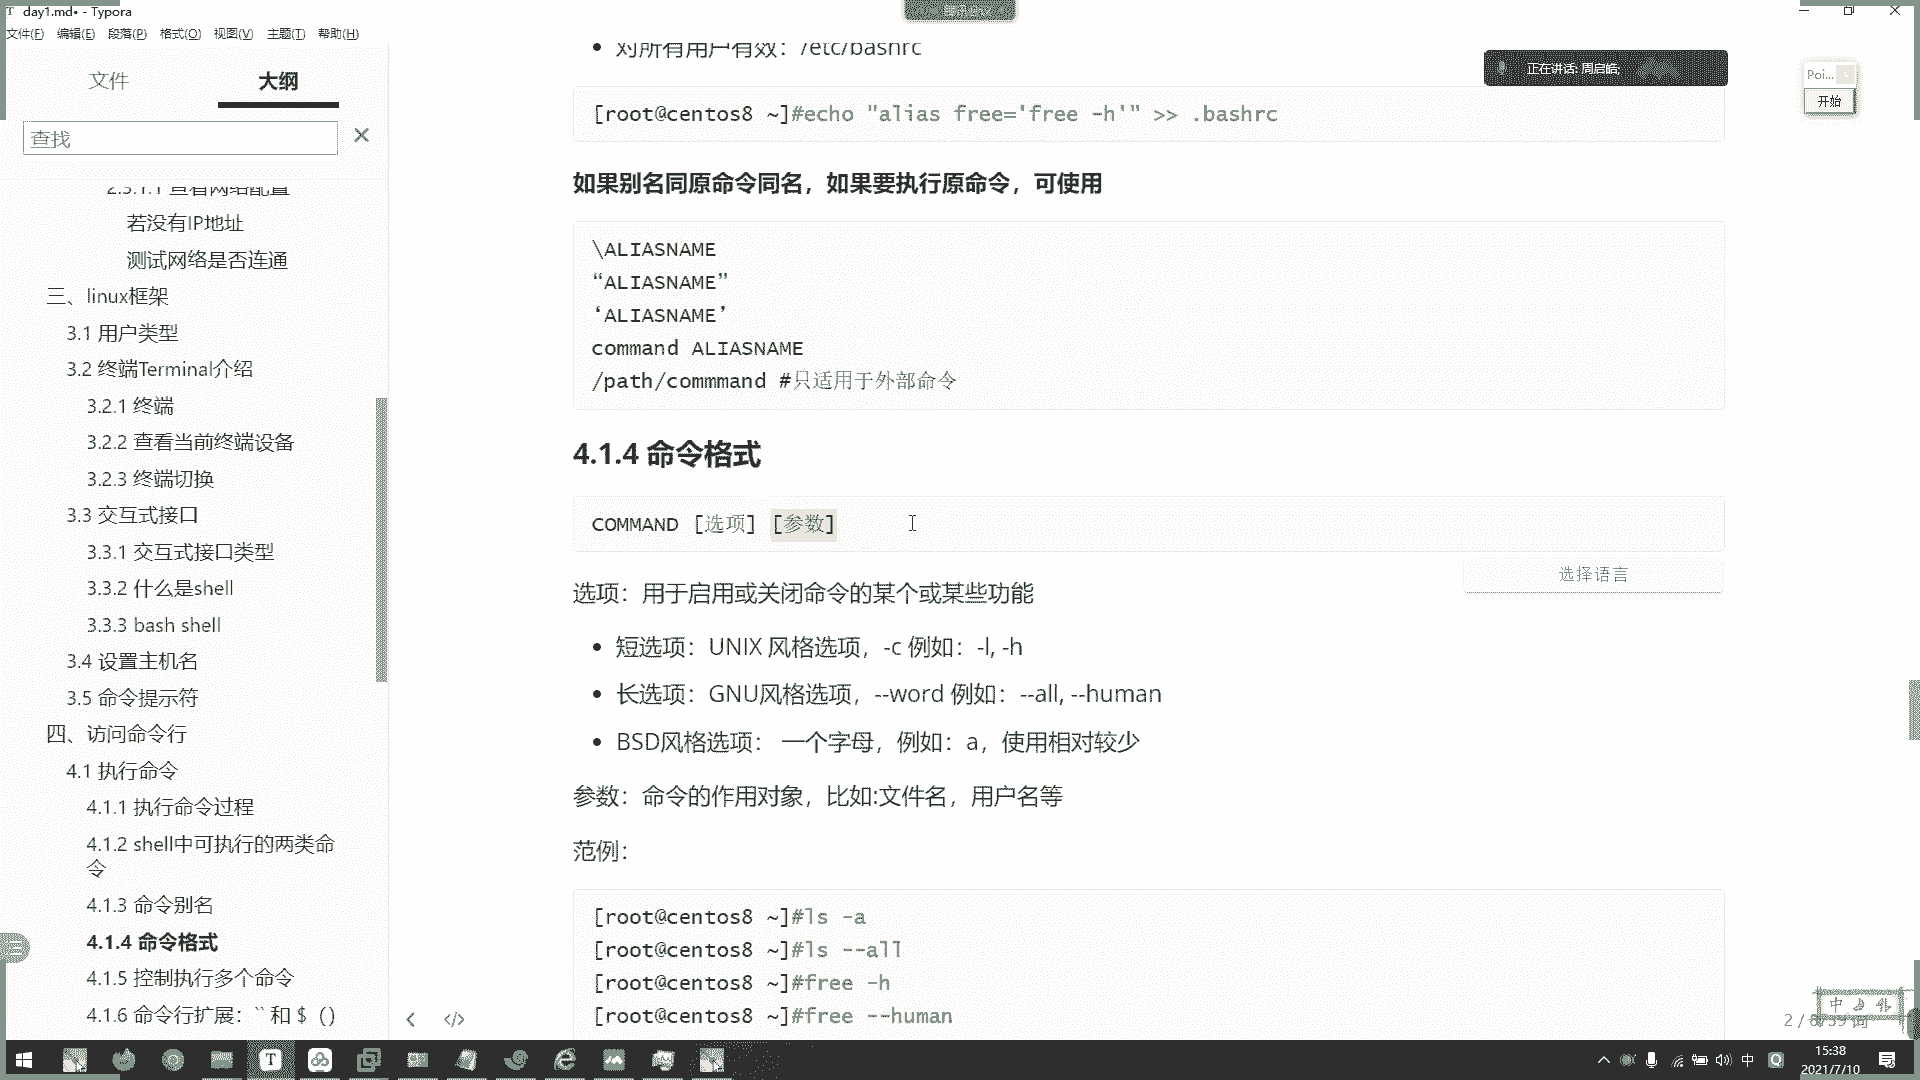 day1.md• - Typora
文件(F) 编辑(E) 段落(P) 格式(O) 视图(V) 主题(T) 帮助(H)
文件 大纲
查找
2.3.1.1 查看网络配置
若没有IP地址
测试网络是否连通
三、linux框架
3.1 用户类型
3.2 终端Terminal介绍
3.2.1 终端
3.2.2 查看当前终端设备
3.2.3 终端切换
3.3 交互式接口
3.3.1 交互式接口类型
3.3.2 什么是shell
3.3.3 bash shell
3.4 设置主机名
3.5 命令提示符
四、访问命令行
4.1 执行命令
4.1.1 执行命令过程
4.1.2 shell中可执行的两类命
令
4.1.3 命令别名
4.1.4 命令格式
4.1.5 控制执行多个命令
4.1.6 命令行扩展：`` 和 $（）
对所有用户有效：/etc/bashrc
[root@centos8 ~]#echo "alias free='free -h'" >> .bashrc
如果别名同原命令同名，如果要执行原命令，可使用
\ALIASNAME
“ALIASNAME”
‘ALIASNAME’
command ALIASNAME
/path/commmand #只适用于外部命令
4.1.4 命令格式
COMMAND [选项] [参数]
选择语言
选项：用于启用或关闭命令的某个或某些功能
短选项：UNIX 风格选项，-c 例如：-l, -h
长选项：GNU风格选项，--word 例如：--all, --human
BSD风格选项： 一个字母，例如：a，使用相对较少
参数：命令的作用对象，比如:文件名，用户名等
范例：
[root@centos8 ~]#ls -a
[root@centos8 ~]#ls --all
[root@centos8 ~]#free -h
[root@centos8 ~]#free --human
正在讲话: 周启皓;
Poi...
开始
中
15:38
2021/7/10